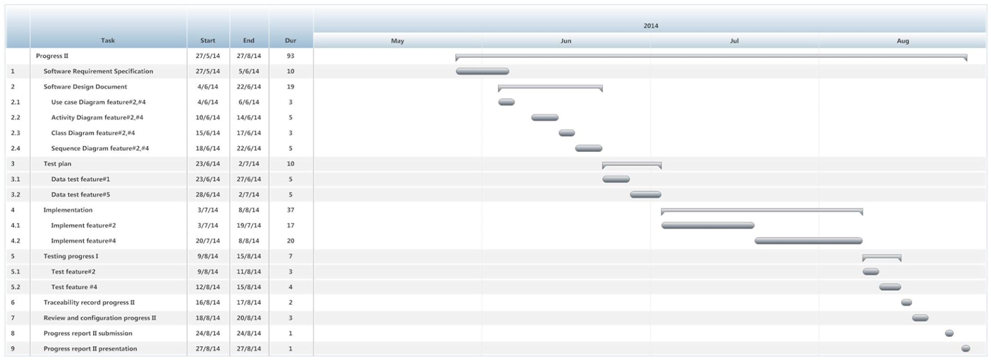 2014
Task Start End Dur May Jun Jul Aug
Progress II 27/5/14 27/8/14 93
1 Software Requirement Specification 27/5/14 5/6/14 10
2 Software Design Document 4/6/14 22/6/14 19
2.1 Use case Diagram feature#2,#4 4/6/14 6/6/14 3
2.2 Activity Diagram feature#2,#4 10/6/14 14/6/14 5
2.3 Class Diagram feature#2,#4 15/6/14 17/6/14 3
2.4 Sequence Diagram feature#2,#4 18/6/14 22/6/14 5
3 Test plan 23/6/14 2/7/14 10
3.1 Data test feature#1 23/6/14 27/6/14 5
3.2 Data test feature#5 28/6/14 2/7/14 5
4 Implementation 3/7/14 8/8/14 37
4.1 Implement feature#2 3/7/14 19/7/14 17
4.2 Implement feature#4 20/7/14 8/8/14 20
5 Testing progress I 9/8/14 15/8/14 7
5.1 Test feature#2 9/8/14 11/8/14 3
5.2 Test feature #4 12/8/14 15/8/14 4
6 Traceability record progress II 16/8/14 17/8/14 2
7 Review and configuration progress II 18/8/14 20/8/14 3
8 Progress report II submission 24/8/14 24/8/14 1
9 Progress report II presentation 27/8/14 27/8/14 1